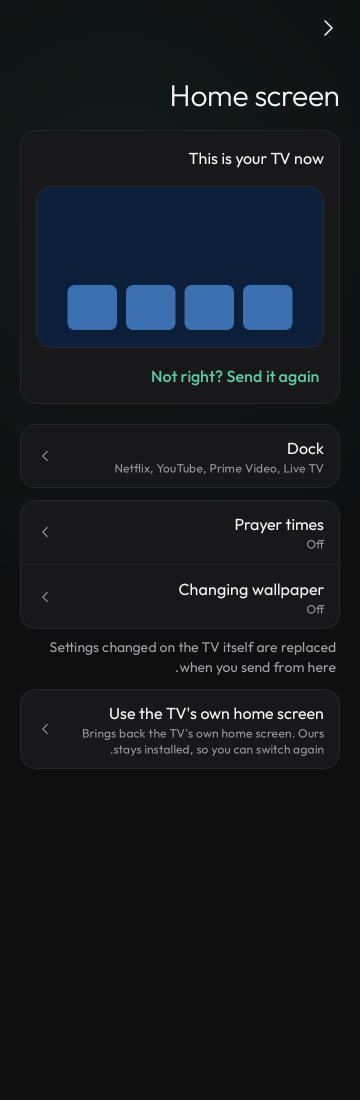 Home screen
This is your TV now
Not right? Send it again
Dock
Netflix, YouTube, Prime Video, Live TV
Prayer times
Off
Changing wallpaper
Off
Settings changed on the TV itself are replaced
.when you send from here
Use the TV's own home screen
Brings back the TV's own home screen. Ours
.stays installed, so you can switch again